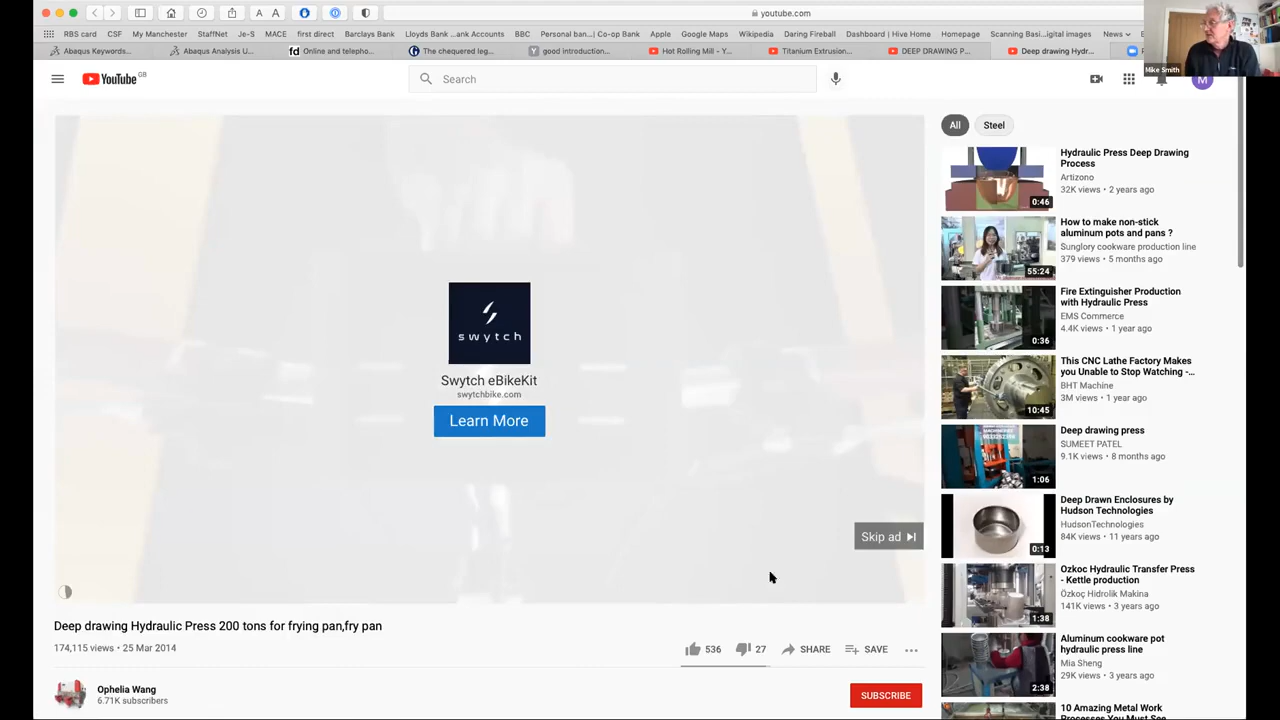 youtube.com
RBS card CSF My Manchester StaffNet Je-S MACE first direct Barclays Bank Lloyds Bank ...ank Accounts BBC Personal ban...| Co-op Bank Apple Google Maps Wikipedia Daring Fireball Dashboard | Hive Home Homepage Scanning Basi...igital images News
Abaqus Keywords... Abaqus Analysis U... fd Online and telepho... The chequered leg... Y good introduction... Hot Rolling Mill - Y... Titanium Extrusion... DEEP DRAWING P... Deep drawing Hydr...
Mike Smith
YouTube GB
Search
M
All Steel
Hydraulic Press Deep Drawing
Process
Artizono
32K views • 2 years ago
0:46
How to make non-stick
aluminum pots and pans ?
Sunglory cookware production line
379 views • 5 months ago
55:24
Fire Extinguisher Production
with Hydraulic Press
EMS Commerce
4.4K views • 1 year ago
0:36
This CNC Lathe Factory Makes
you Unable to Stop Watching -...
BHT Machine
3M views • 1 year ago
10:45
Deep drawing press
SUMEET PATEL
9.1K views • 8 months ago
1:06
Deep Drawn Enclosures by
Hudson Technologies
HudsonTechnologies
84K views • 11 years ago
0:13
Ozkoc Hydraulic Transfer Press
- Kettle production
Özkoç Hidrolik Makina
141K views • 3 years ago
1:38
Aluminum cookware pot
hydraulic press line
Mia Sheng
29K views • 3 years ago
2:38
10 Amazing Metal Work
Processes You Must See
swytch
Swytch eBikeKit
swytchbike.com
Learn More
Skip ad
Deep drawing Hydraulic Press 200 tons for frying pan,fry pan
174,115 views • 25 Mar 2014
536 27 SHARE SAVE
Ophelia Wang
6.71K subscribers
SUBSCRIBE